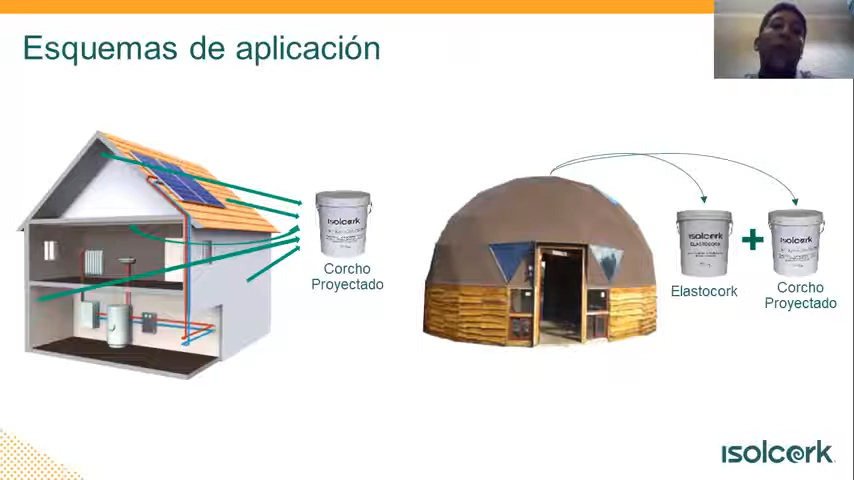 Esquemas de aplicación
isolcork
Corcho
Proyectado
isolcork
ELASTOCORK
Elastocork
+
isolcork
Corcho
Proyectado
ISOLCORK